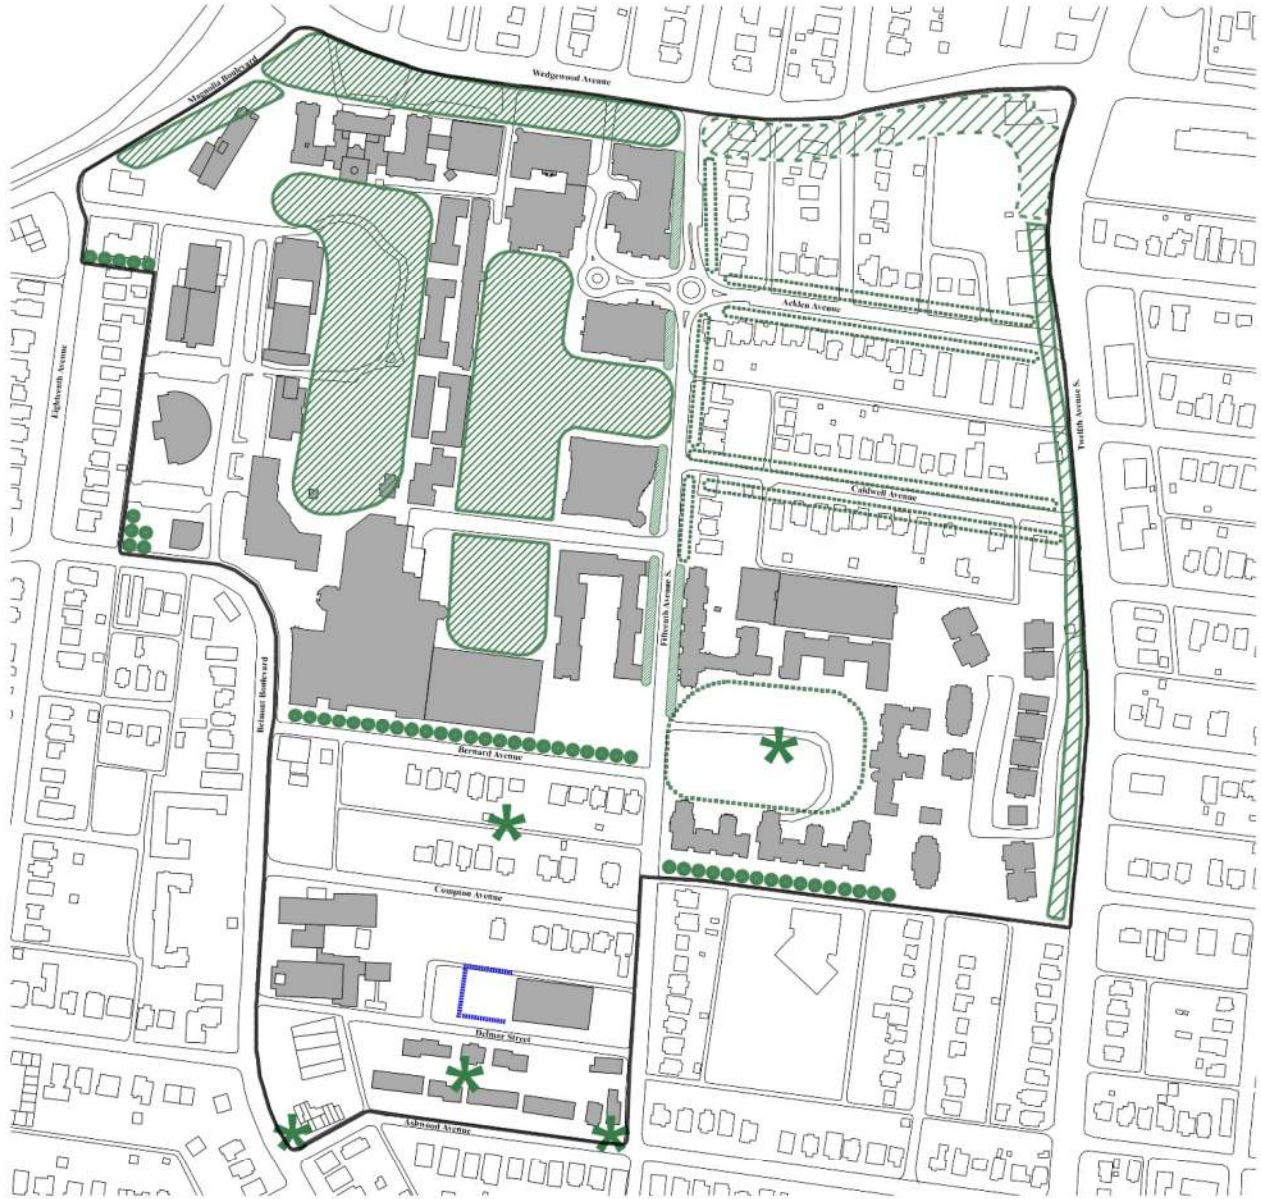 Wedgewood Avenue
Magnolia Boulevard
Acklen Avenue
Eighteenth Avenue
Twelfth Avenue S.
Caldwell Avenue
Fifteenth Avenue S.
Belmont Boulevard
Bernard Avenue
Compton Avenue
Delmar Street
Ashwood Avenue